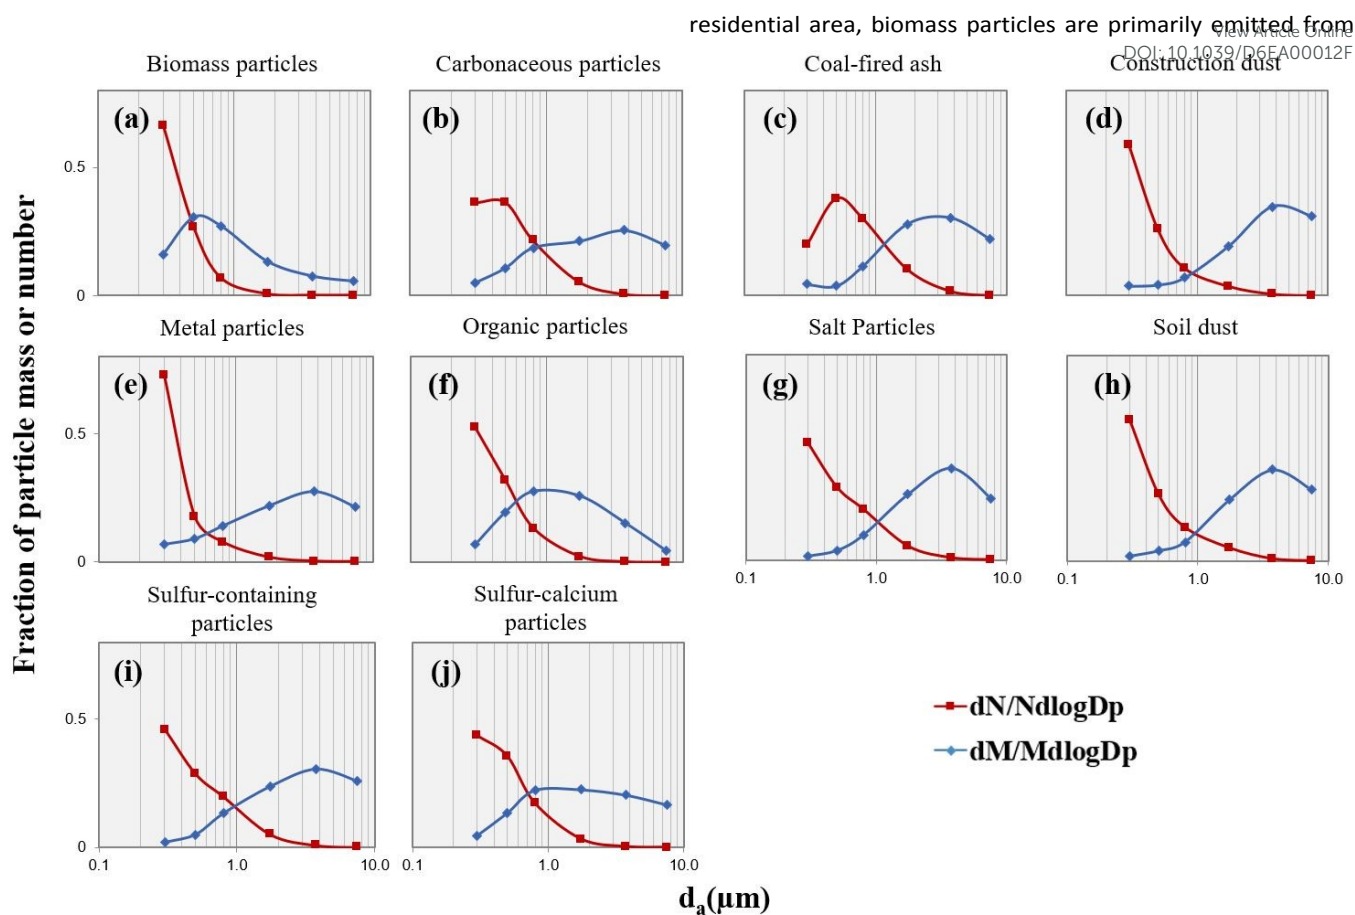 residential area, biomass particles are primarily emitted from
View Article Online
DOI: 10.1039/D6EA00012F
Biomass particles
Carbonaceous particles
Coal-fired ash
Construction dust
(a)
(b)
(c)
(d)
0.5
0
Metal particles
Organic particles
Salt Particles
Soil dust
(e)
(f)
(g)
(h)
0.5
0
0.1 1.0 10.0
0.1 1.0 10.0
Sulfur-containing
particles
Sulfur-calcium
particles
(i)
(j)
0.5
0
0.1 1.0 10.0
0.1 1.0 10.0
Fraction of particle mass or number
dN/NdlogDp
dM/MdlogDp
da(μm)